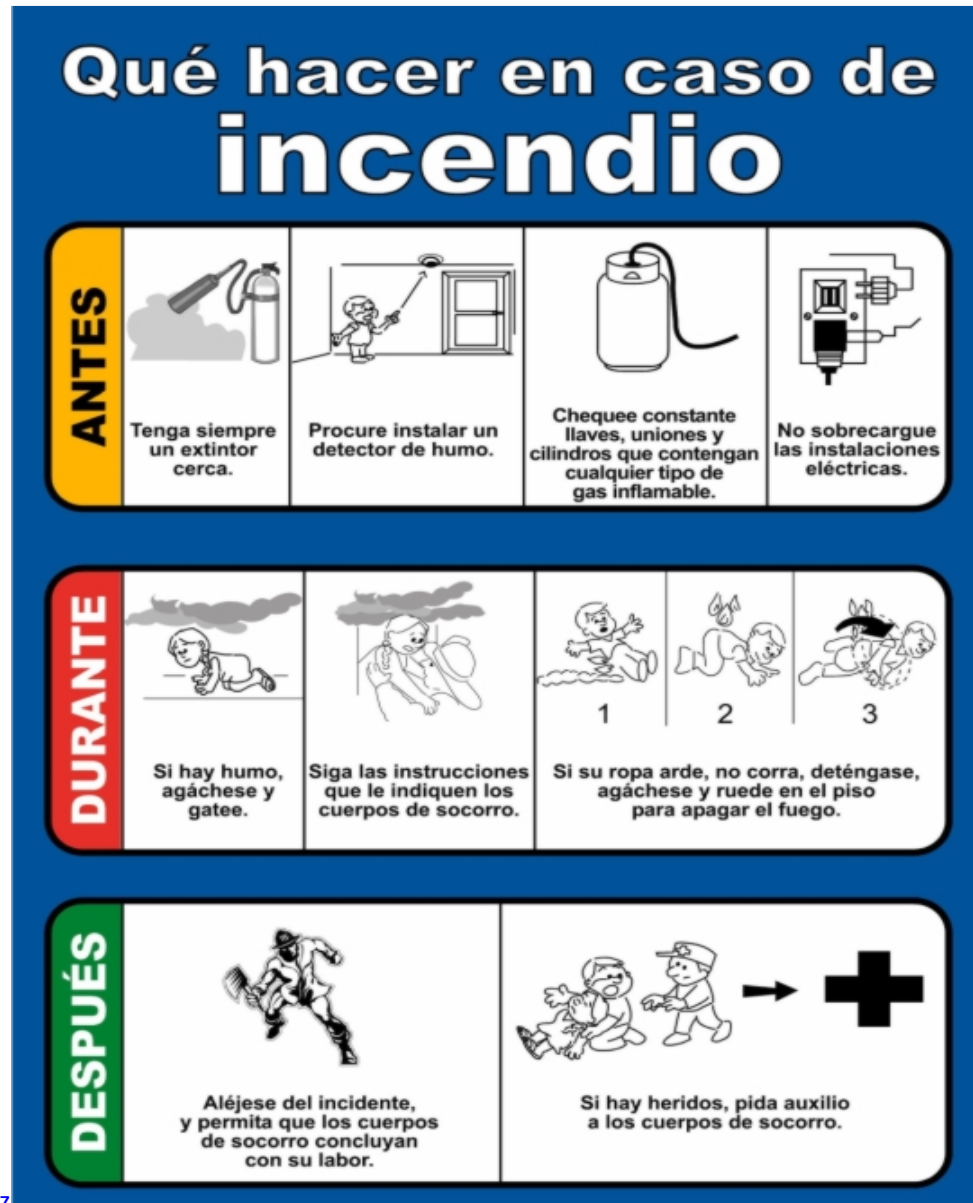 Qué hacer en caso de
incendio
ANTES
Tenga siempre
un extintor
cerca.
Procure instalar un
detector de humo.
Chequee constante
llaves, uniones y
cilindros que contengan
cualquier tipo de
gas inflamable.
No sobrecargue
las instalaciones
eléctricas.
DURANTE
Si hay humo,
agáchese y
gatee.
Siga las instrucciones
que le indiquen los
cuerpos de socorro.
1
2
3
Si su ropa arde, no corra, deténgase,
agáchese y ruede en el piso
para apagar el fuego.
DESPUÉS
Aléjese del incidente,
y permita que los cuerpos
de socorro concluyan
con su labor.
Si hay heridos, pida auxilio
a los cuerpos de socorro.
7